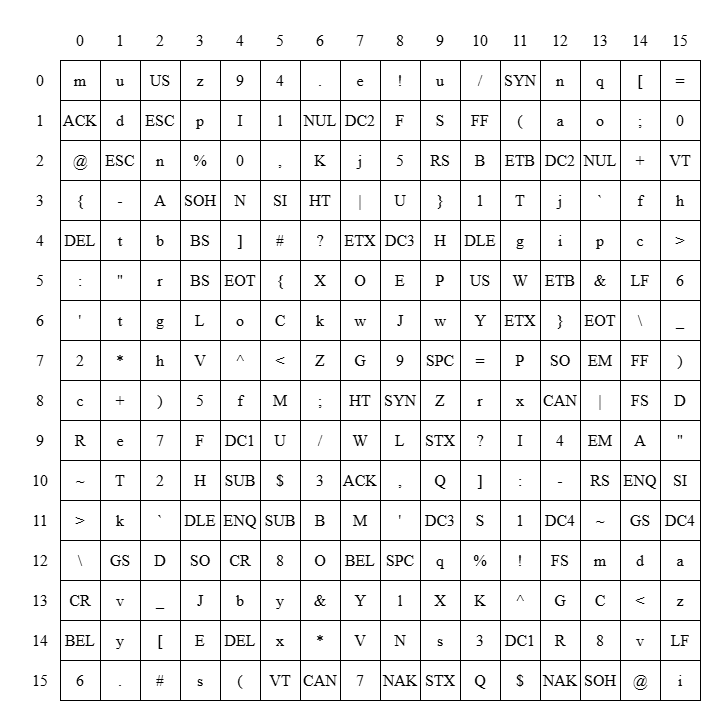 0 1 2 3 4 5 6 7 8 9 10 11 12 13 14 15
0 m u US z 9 4 . e ! u / SYN n q [ =
1 ACK d ESC p I 1 NUL DC2 F S FF ( a o ; 0
2 @ ESC n % 0 , K j 5 RS B ETB DC2 NUL + VT
3 { - A SOH N SI HT | U } 1 T j ` f h
4 DEL t b BS ] # ? ETX DC3 H DLE g i p c >
5 : " r BS EOT { X O E P US W ETB & LF 6
6 ' t g L o C k w J w Y ETX } EOT \ _
7 2 * h V ^ < Z G 9 SPC = P SO EM FF )
8 c + ) 5 f M ; HT SYN Z r x CAN | FS D
9 R e 7 F DC1 U / W L STX ? I 4 EM A "
10 ~ T 2 H SUB $ 3 ACK , Q ] : - RS ENQ SI
11 > k ` DLE ENQ SUB B M ' DC3 S 1 DC4 ~ GS DC4
12 \ GS D SO CR 8 O BEL SPC q % ! FS m d a
13 CR v _ J b y & Y 1 X K ^ G C < z
14 BEL y [ E DEL x * V N s 3 DC1 R 8 v LF
15 6 . # s ( VT CAN 7 NAK STX Q $ NAK SOH @ i